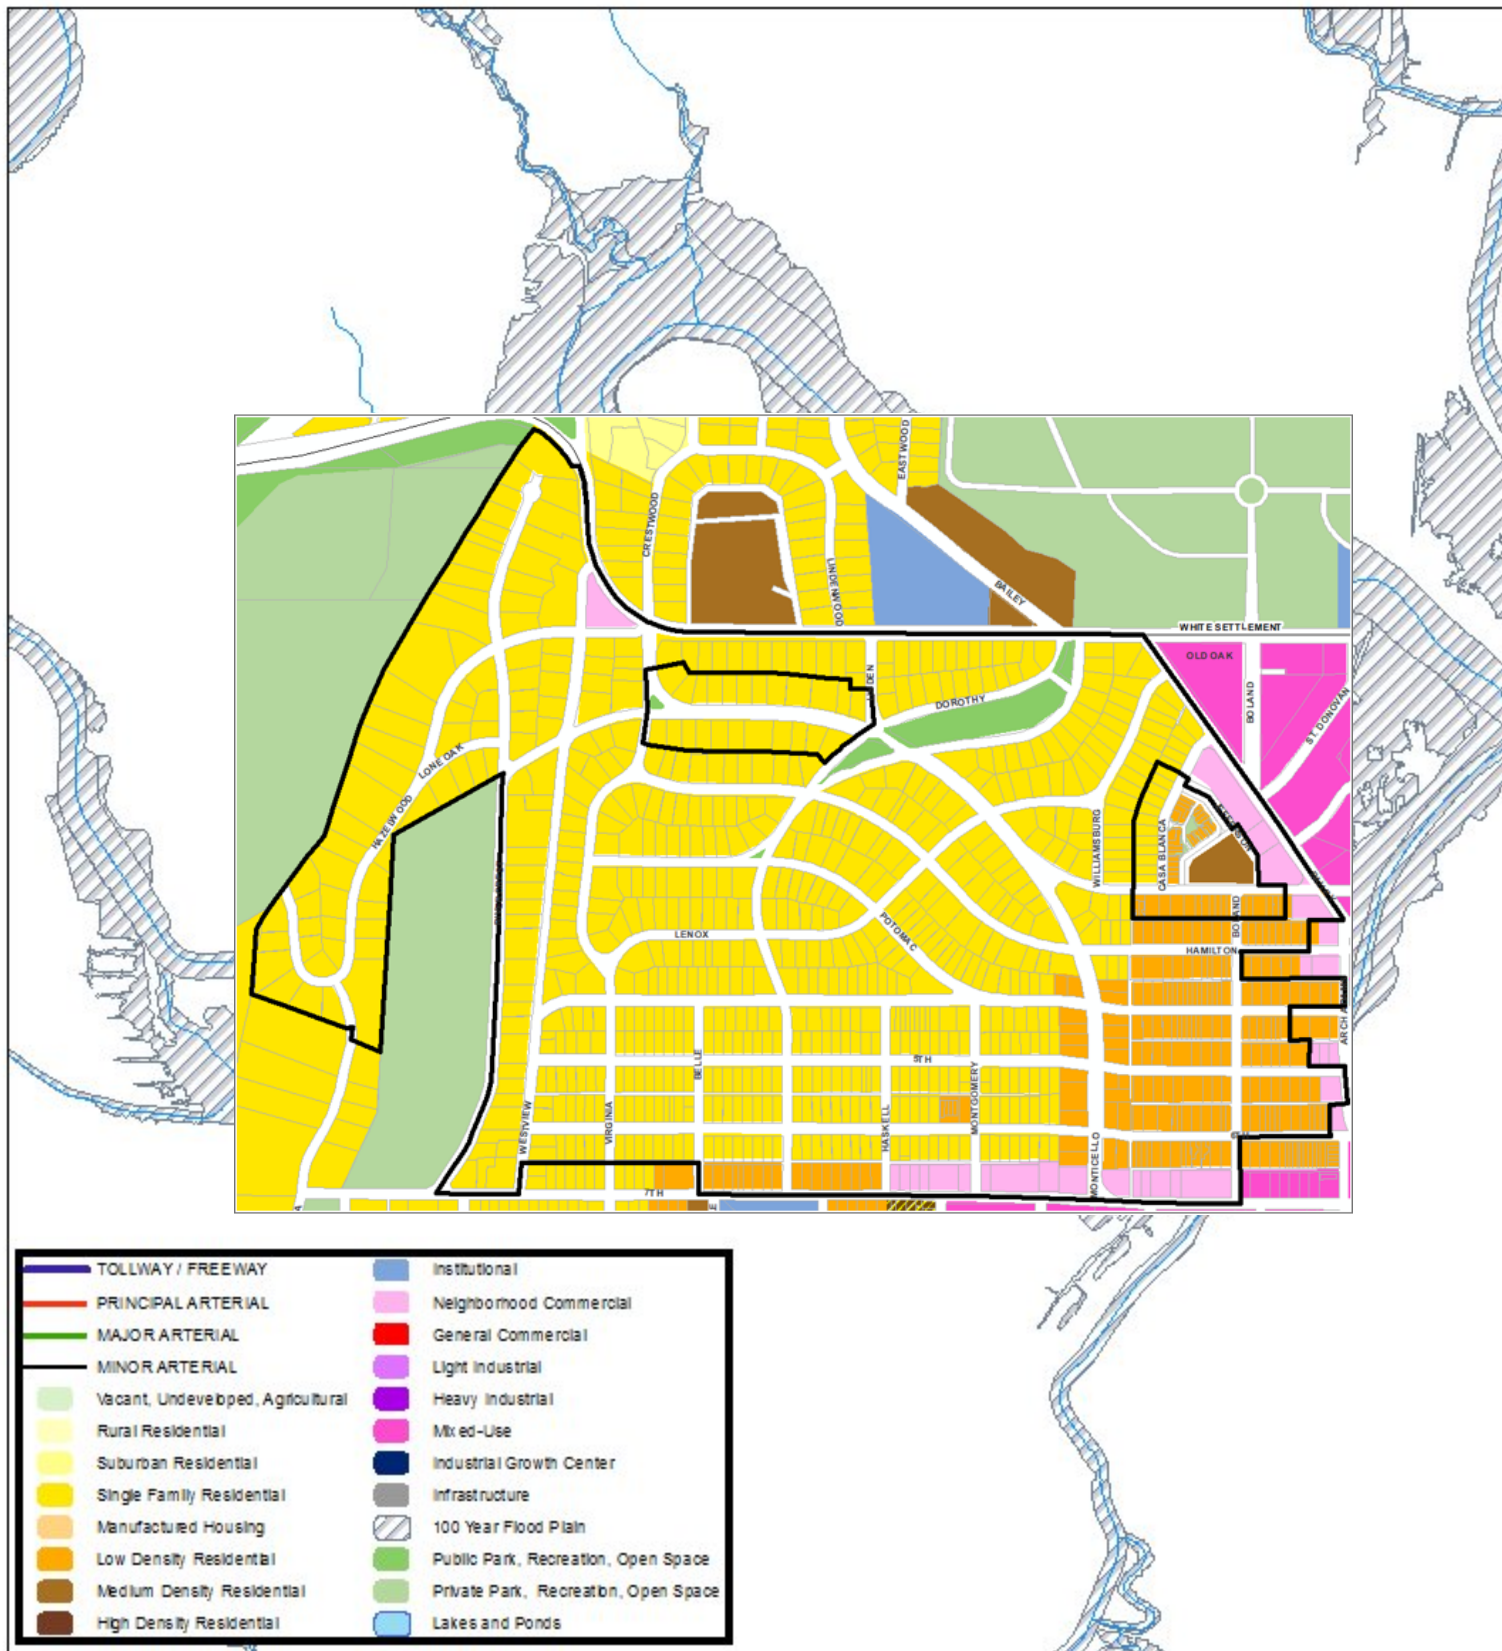 EASTWOOD
CRESTWOOD
LINDENWOOD
BAILEY
WHITE SETTLEMENT
OLD OAK
BOLAND
ST. DONOVAN
DOROTHY
LONE OAK
HAZELWOOD
WILLIAMSBURG
CASA BLANCA
BOLAND
LENOX
POTOMAC
HAMILTON
5TH
BELLE
MONTGOMERY
HASKELL
VIRGINIA
WESTVIEW
MONTICELLO
6TH
7TH
TOLLWAY / FREEWAY
PRINCIPAL ARTERIAL
MAJOR ARTERIAL
MINOR ARTERIAL
Vacant, Undeveloped, Agricultural
Rural Residential
Suburban Residential
Single Family Residential
Manufactured Housing
Low Density Residential
Medium Density Residential
High Density Residential
Institutional
Neighborhood Commercial
General Commercial
Light Industrial
Heavy Industrial
Mixed-Use
Industrial Growth Center
Infrastructure
100 Year Flood Plain
Public Park, Recreation, Open Space
Private Park, Recreation, Open Space
Lakes and Ponds